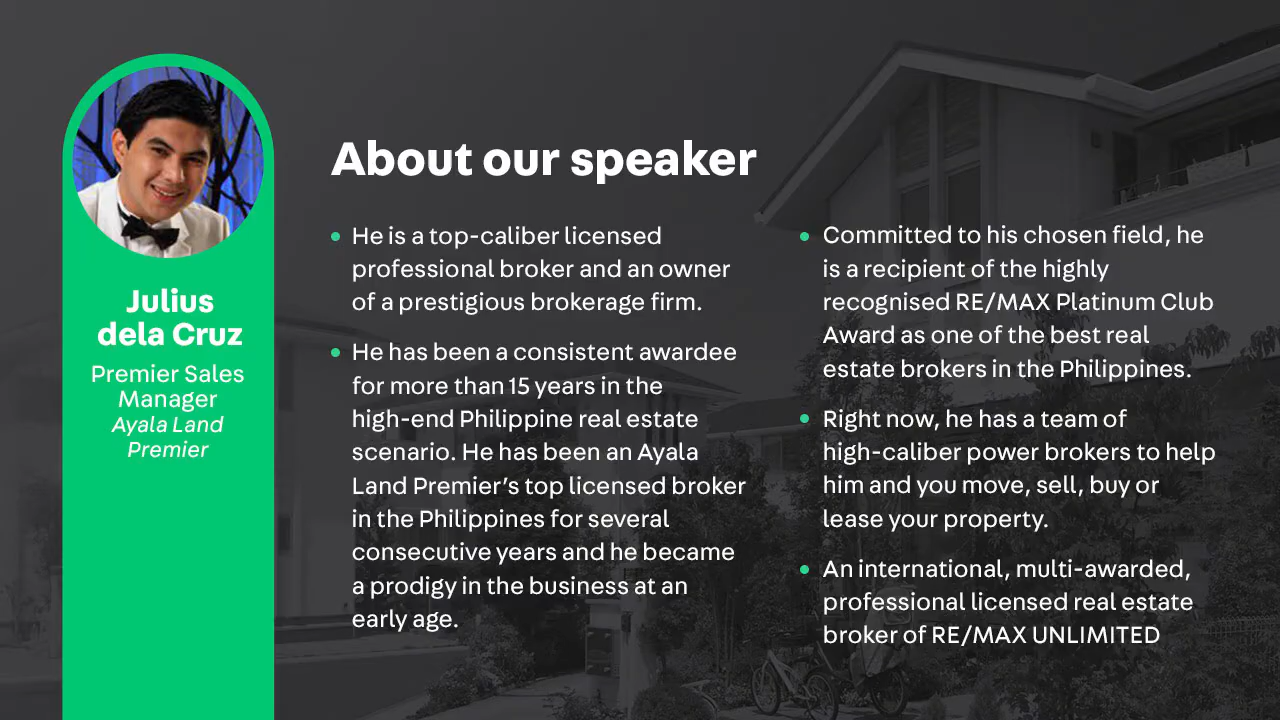 About our speaker
Julius
dela Cruz
Premier Sales
Manager
Ayala Land
Premier
He is a top-caliber licensed
professional broker and an owner
of a prestigious brokerage firm.
He has been a consistent awardee
for more than 15 years in the
high-end Philippine real estate
scenario. He has been an Ayala
Land Premier's top licensed broker
in the Philippines for several
consecutive years and he became
a prodigy in the business at an
early age.
Committed to his chosen field, he
is a recipient of the highly
recognised RE/MAX Platinum Club
Award as one of the best real
estate brokers in the Philippines.
Right now, he has a team of
high-caliber power brokers to help
him and you move, sell, buy or
lease your property.
An international, multi-awarded,
professional licensed real estate
broker of RE/MAX UNLIMITED